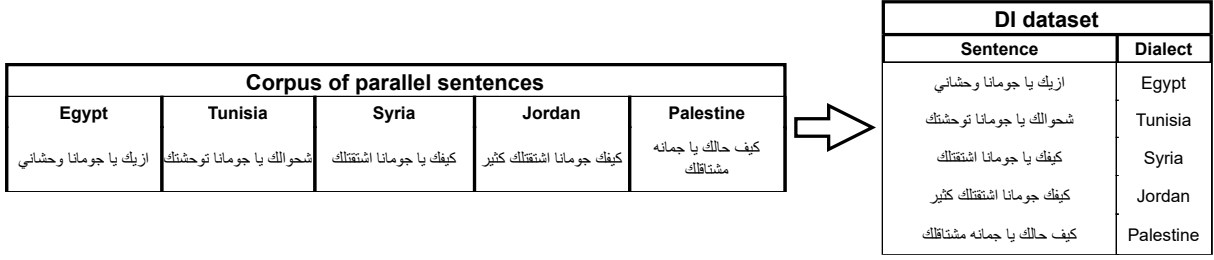 Corpus of parallel sentences
Egypt Tunisia Syria Jordan Palestine
ازيك يا جومانا وحشاني شحوالك يا جومانا توحشتك كيفك يا جومانا اشتقتلك كيفك جومانا اشتقتلك كثير كيف حالك يا جمانه
مشتاقلك
DI dataset
Sentence Dialect
ازيك يا جومانا وحشاني Egypt
شحوالك يا جومانا توحشتك Tunisia
كيفك يا جومانا اشتقتلك Syria
كيفك جومانا اشتقتلك كثير Jordan
كيف حالك يا جمانه مشتاقلك Palestine